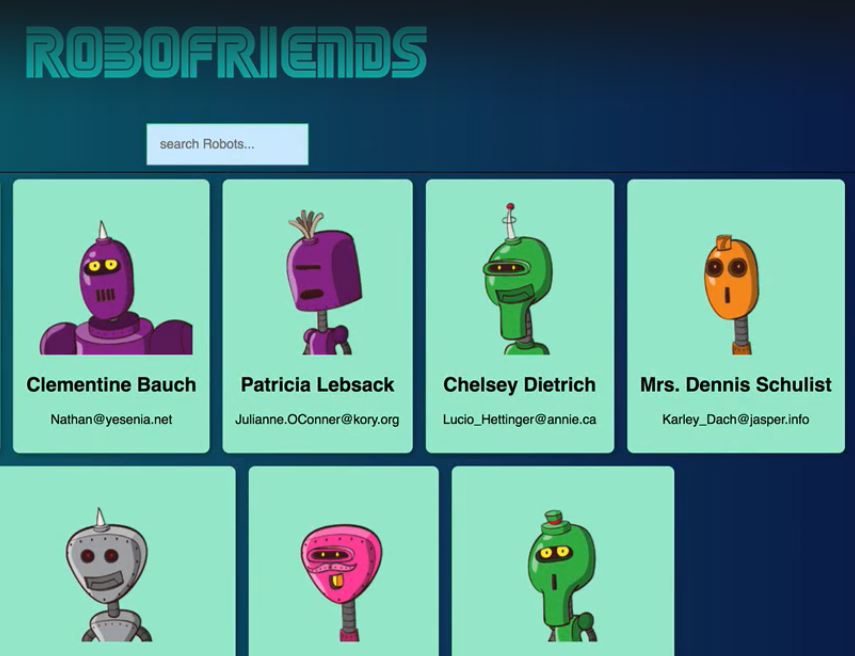 ROBOFRIENDS
search Robots...
Clementine Bauch
Nathan@yesenia.net
Patricia Lebsack
Julianne.OConner@kory.org
Chelsey Dietrich
Lucio_Hettinger@annie.ca
Mrs. Dennis Schulist
Karley_Dach@jasper.info